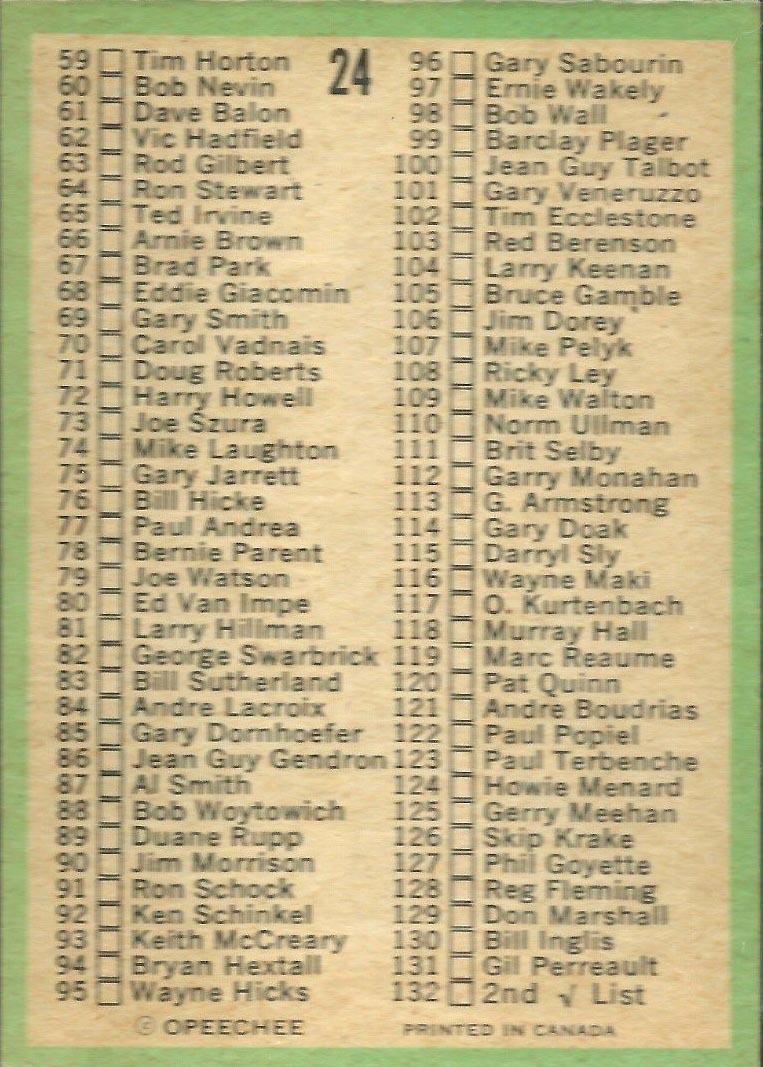 24
59 Tim Horton
60 Bob Nevin
61 Dave Balon
62 Vic Hadfield
63 Rod Gilbert
64 Ron Stewart
65 Ted Irvine
66 Arnie Brown
67 Brad Park
68 Eddie Giacomin
69 Gary Smith
70 Carol Vadnais
71 Doug Roberts
72 Harry Howell
73 Joe Szura
74 Mike Laughton
75 Gary Jarrett
76 Bill Hicke
77 Paul Andrea
78 Bernie Parent
79 Joe Watson
80 Ed Van Impe
81 Larry Hillman
82 George Swarbrick
83 Bill Sutherland
84 Andre Lacroix
85 Gary Dornhoefer
86 Jean Guy Gendron
87 Al Smith
88 Bob Woytowich
89 Duane Rupp
90 Jim Morrison
91 Ron Schock
92 Ken Schinkel
93 Keith McCreary
94 Bryan Hextall
95 Wayne Hicks
96 Gary Sabourin
97 Ernie Wakely
98 Bob Wall
99 Barclay Plager
100 Jean Guy Talbot
101 Gary Veneruzzo
102 Tim Ecclestone
103 Red Berenson
104 Larry Keenan
105 Bruce Gamble
106 Jim Dorey
107 Mike Pelyk
108 Ricky Ley
109 Mike Walton
110 Norm Ullman
111 Brit Selby
112 Garry Monahan
113 G. Armstrong
114 Gary Doak
115 Darryl Sly
116 Wayne Maki
117 O. Kurtenbach
118 Murray Hall
119 Marc Reaume
120 Pat Quinn
121 Andre Boudrias
122 Paul Popiel
123 Paul Terbenche
124 Howie Menard
125 Gerry Meehan
126 Skip Krake
127 Phil Goyette
128 Reg Fleming
129 Don Marshall
130 Bill Inglis
131 Gil Perreault
132 2nd √ List
© OPEECHEE
PRINTED IN CANADA